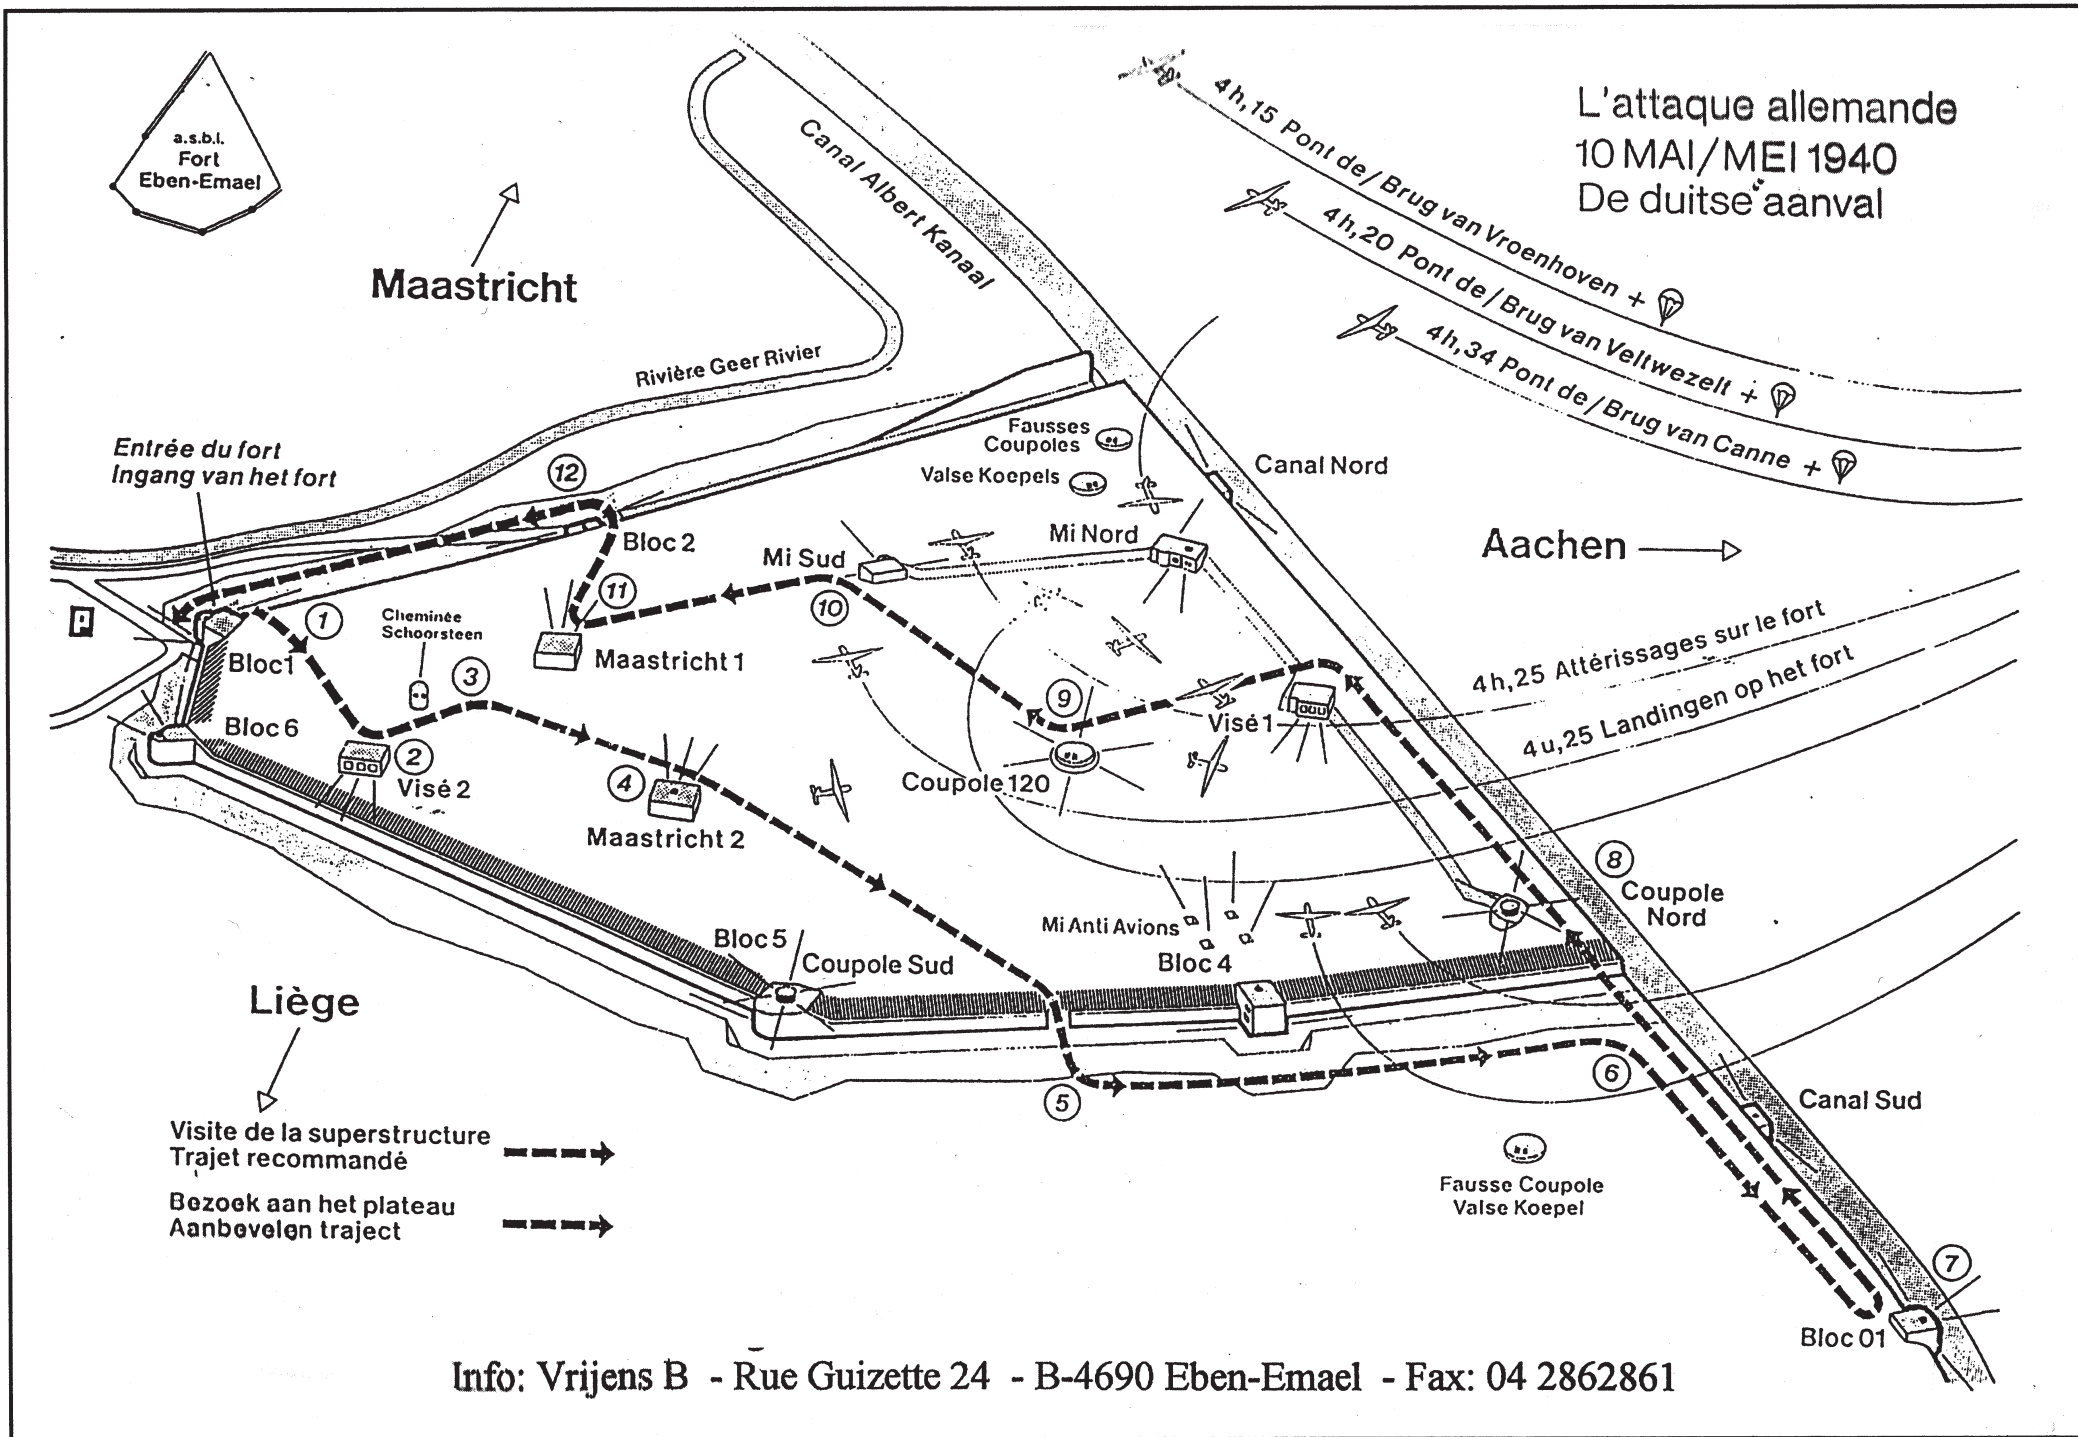 a.s.b.l.
Fort
Eben-Emael
L'attaque allemande
10 MAI/MEI 1940
De duitse aanval
4h,15 Pont de/Brug van Vroenhoven +
4h,20 Pont de/Brug van Veltwezelt +
4h,34 Pont de/Brug van Canne +
Canal Albert Kanaal
Maastricht
Rivière Geer Rivier
Entrée du fort
Ingang van het fort
Fausses
Coupoles
Valse Koepels
Canal Nord
Aachen
12
Bloc 2
Mi Sud
Mi Nord
P
1
Cheminée
Schoorsteen
11
10
Bloc1
Maastricht 1
3
9
4h,25 Attérissages sur le fort
4u,25 Landingen op het fort
Bloc 6
2
Visé 2
4
Maastricht 2
Coupole 120
Visé 1
8
Coupole
Nord
Mi Anti Avions
Bloc 4
Bloc 5
Coupole Sud
Liège
5
6
Canal Sud
Visite de la superstructure
Trajet recommandé
Bezoek aan het plateau
Aanbevelen traject
Fausse Coupole
Valse Koepel
7
Bloc 01
Info: Vrijens B - Rue Guizette 24 - B-4690 Eben-Emael - Fax: 04 2862861